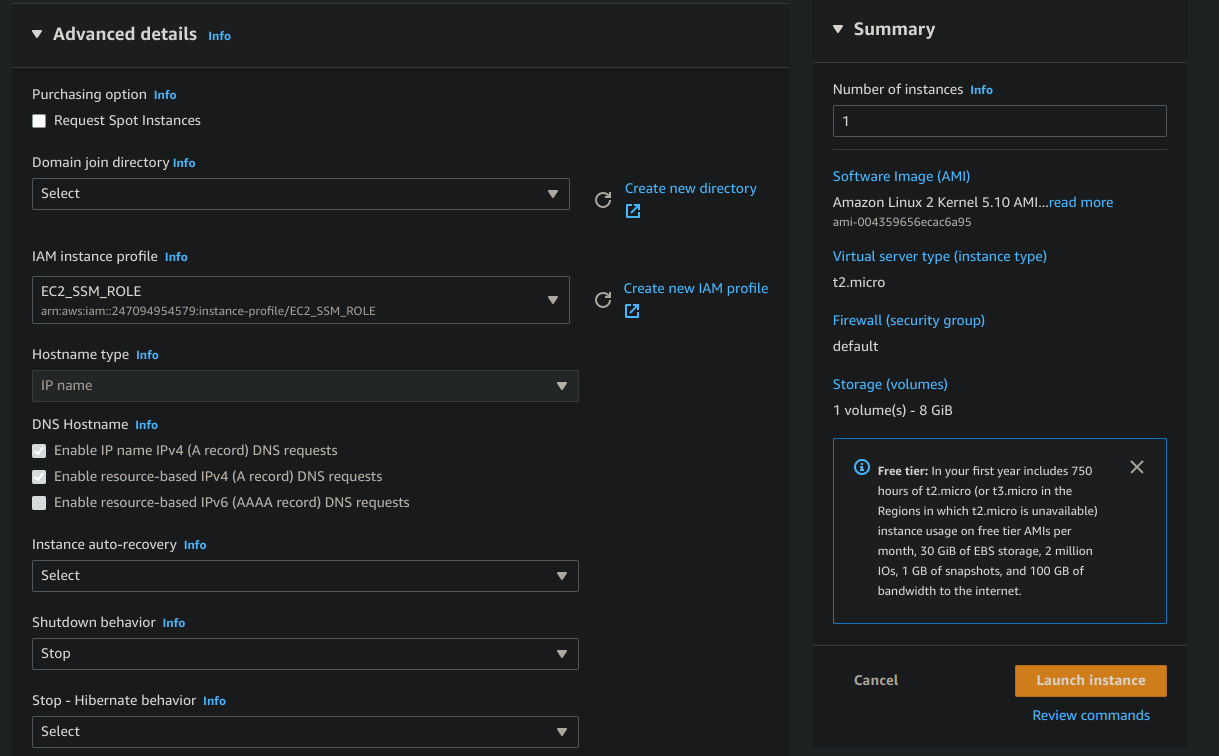 Advanced details Info
Purchasing option Info
Request Spot Instances
Domain join directory Info
Select
Create new directory
IAM instance profile Info
EC2_SSM_ROLE
arn:aws:iam::247094954579:instance-profile/EC2_SSM_ROLE
Create new IAM profile
Hostname type Info
IP name
DNS Hostname Info
Enable IP name IPv4 (A record) DNS requests
Enable resource-based IPv4 (A record) DNS requests
Enable resource-based IPv6 (AAAA record) DNS requests
Instance auto-recovery Info
Select
Shutdown behavior Info
Stop
Stop - Hibernate behavior Info
Select
Summary
Number of instances Info
1
Software Image (AMI)
Amazon Linux 2 Kernel 5.10 AMI...read more
ami-004359656ecac6a95
Virtual server type (instance type)
t2.micro
Firewall (security group)
default
Storage (volumes)
1 volume(s) - 8 GiB
Free tier: In your first year includes 750
hours of t2.micro (or t3.micro in the
Regions in which t2.micro is unavailable)
instance usage on free tier AMIs per
month, 30 GiB of EBS storage, 2 million
IOs, 1 GB of snapshots, and 100 GB of
bandwidth to the internet.
Cancel
Launch instance
Review commands